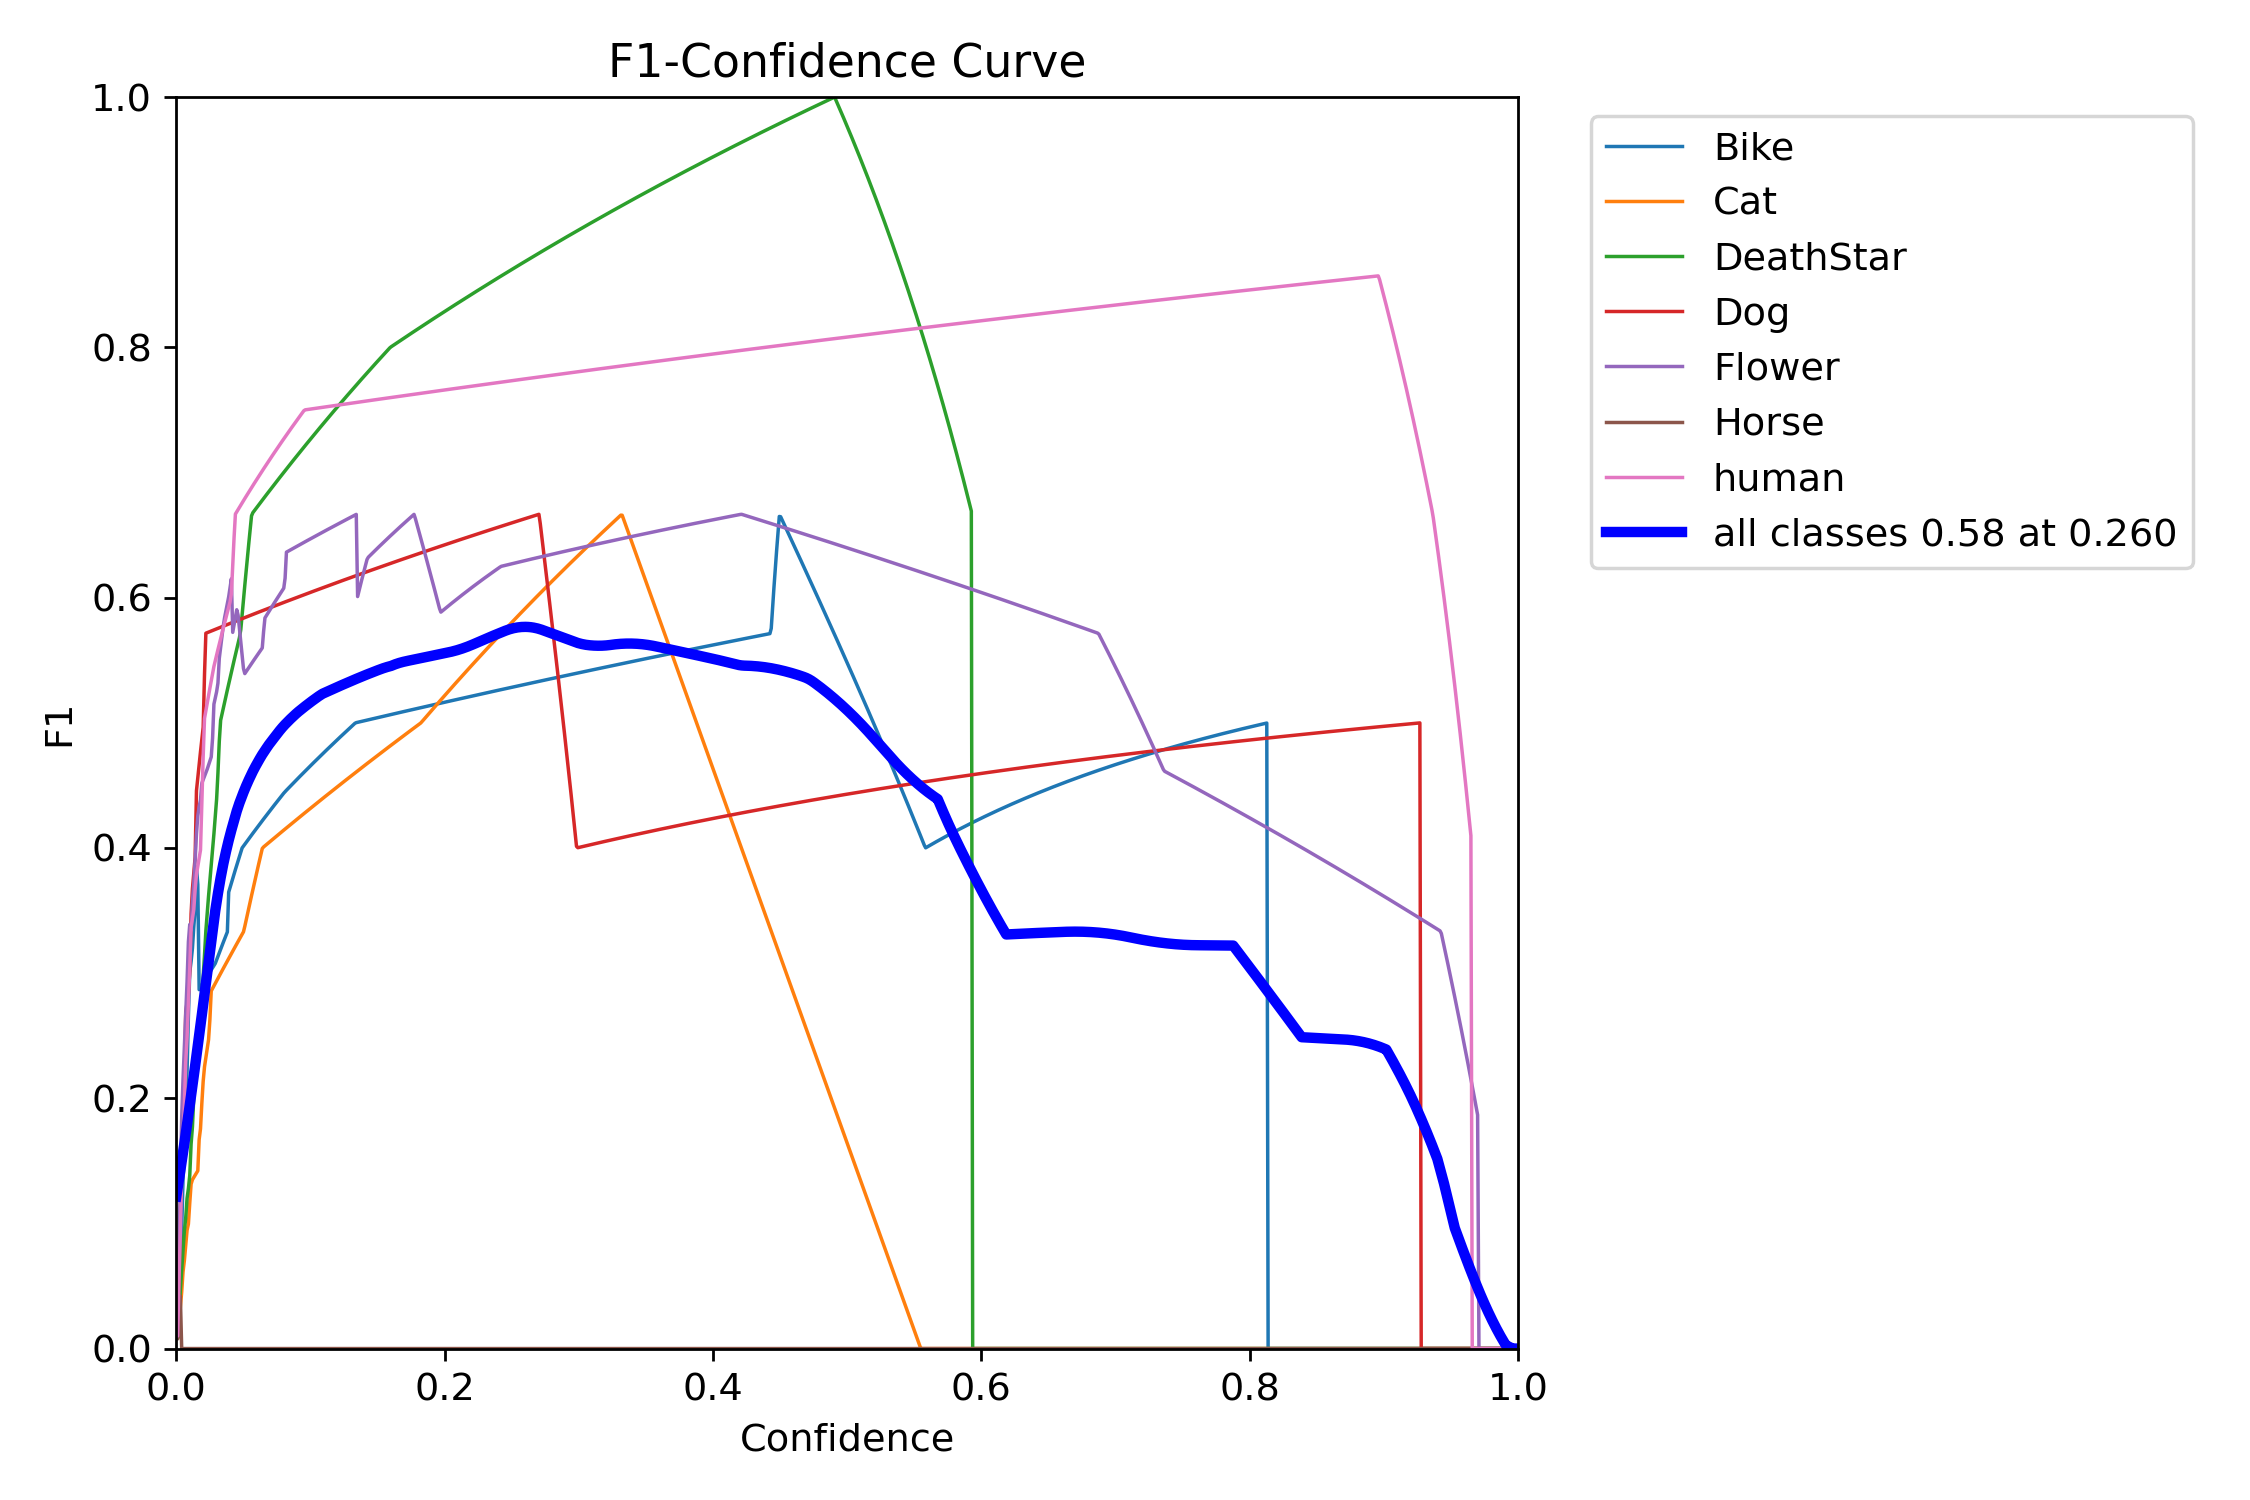 F1-Confidence Curve
1.0
0.8
0.6
0.4
0.2
0.0
F1
0.0 0.2 0.4 0.6 0.8 1.0
Confidence
Bike
Cat
DeathStar
Dog
Flower
Horse
human
all classes 0.58 at 0.260